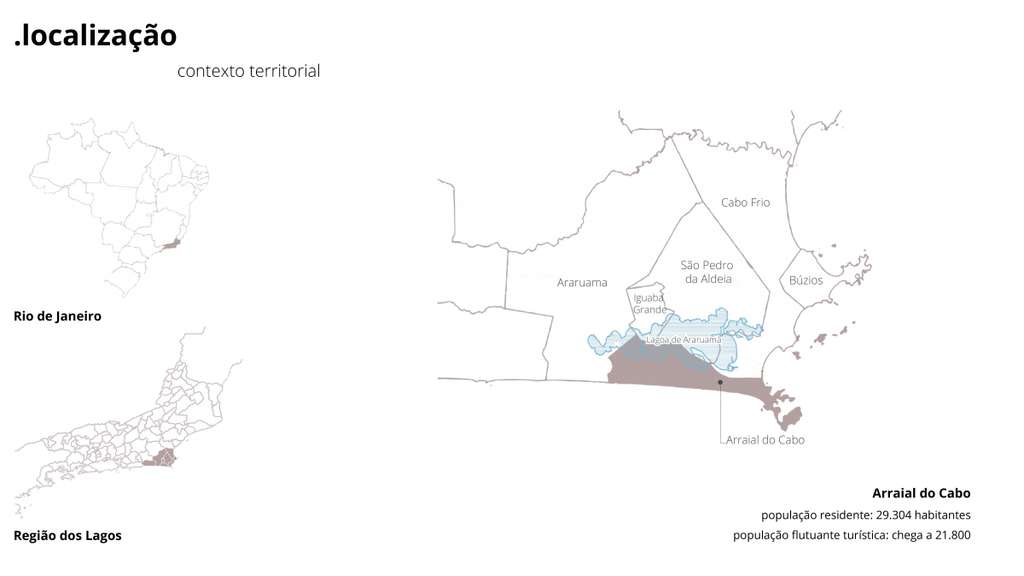 .localização
contexto territorial
Cabo Frio
São Pedro
da Aldeia
Búzios
Araruama
Iguaba
Grande
Lagoa de Araruama
Arraial do Cabo
Rio de Janeiro
Região dos Lagos
Arraial do Cabo
população residente: 29.304 habitantes
população flutuante turística: chega a 21.800